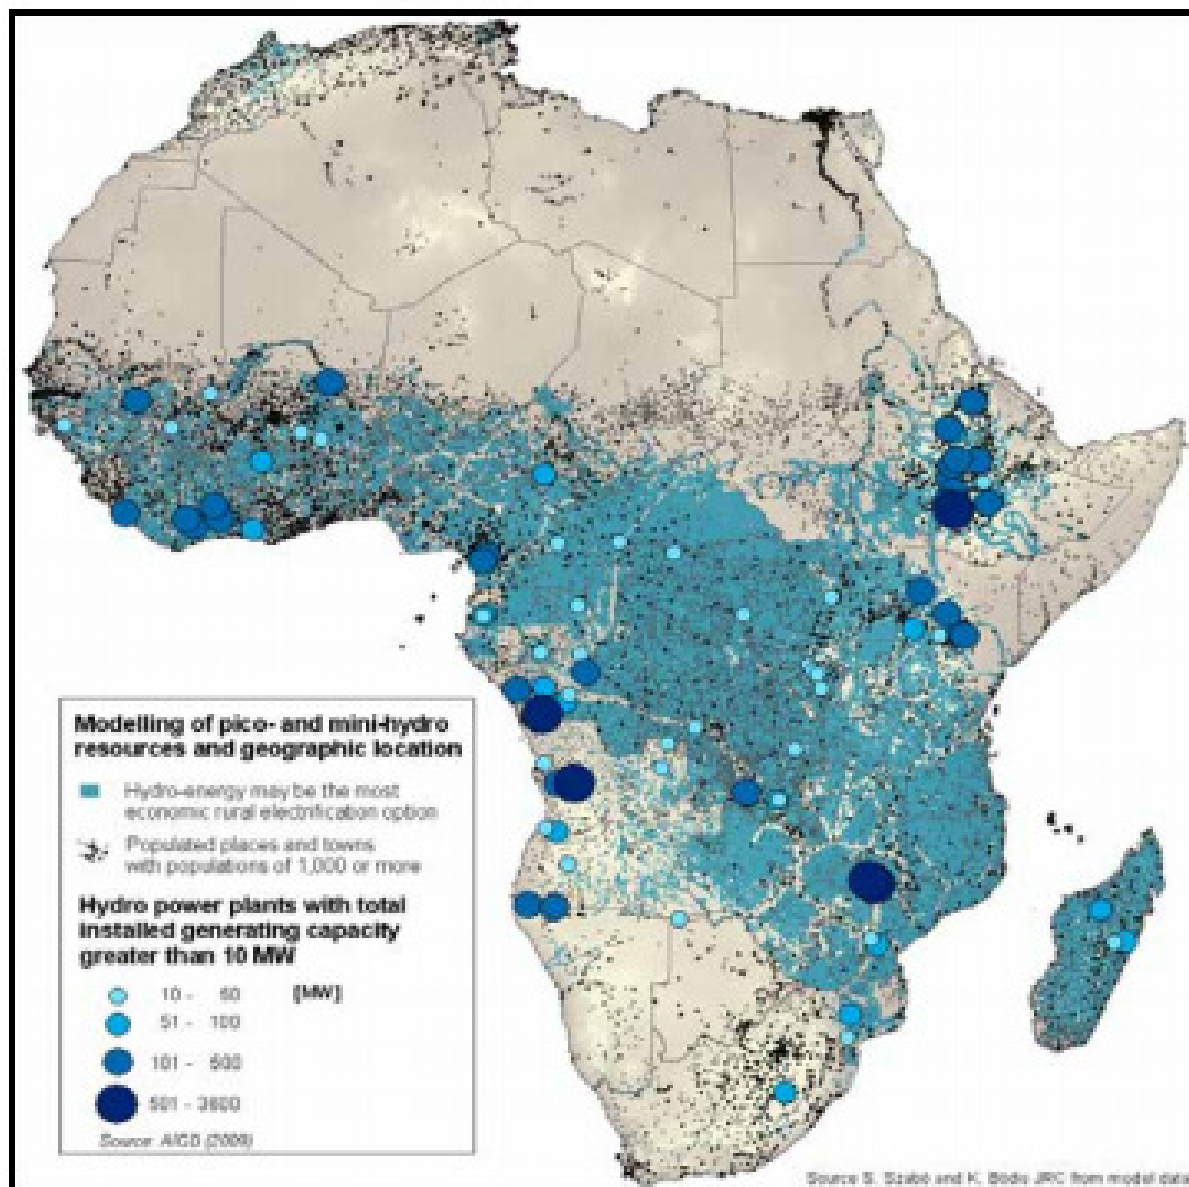 Modelling of pico- and mini-hydro
resources and geographic location
Hydro-energy may be the most
economic rural electrification option
Populated places and towns
with populations of 1,000 or more
Hydro power plants with total
installed generating capacity
greater than 10 MW
[MW]
10 - 50
51 - 100
101 - 500
501 - 3600
Source: AICD (2009)
Source S. Szabó and K. Bódis JRC from model data